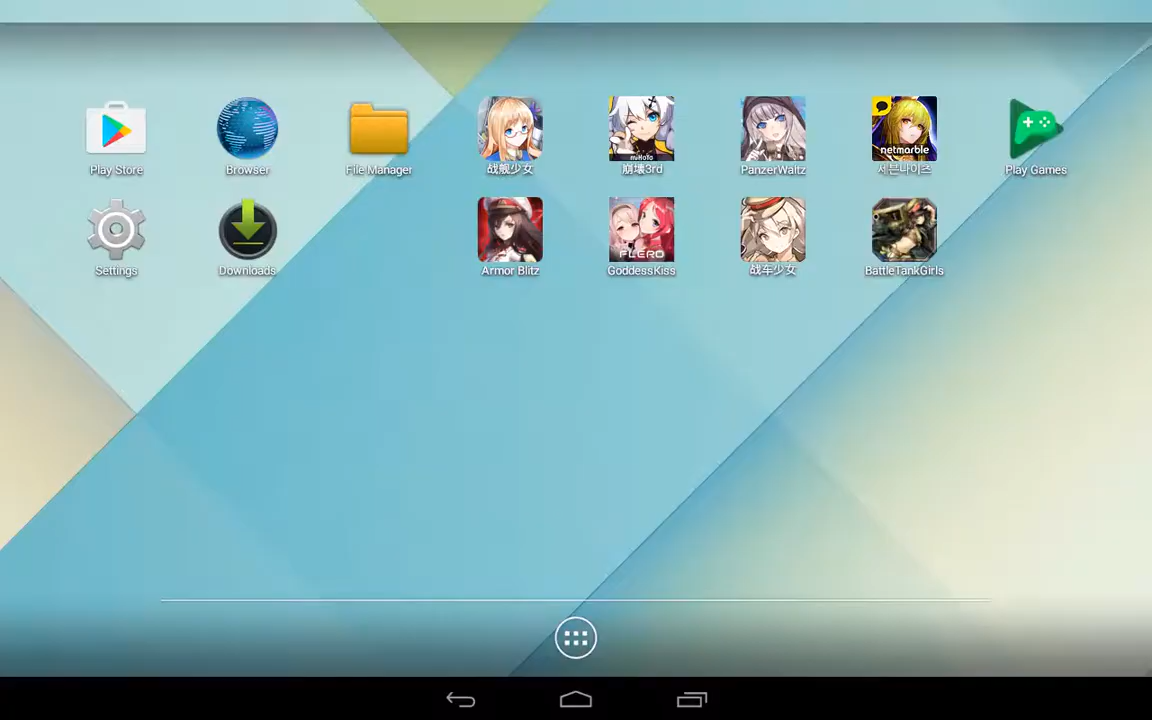 Play Store
Browser
File Manager
战舰少女
miHoYo
崩坏3rd
PanzerWaltz
netmarble
세븐나이츠
Play Games
Settings
Downloads
Armor Blitz
FLERO
GoddessKiss
战车少女
BattleTankGirls